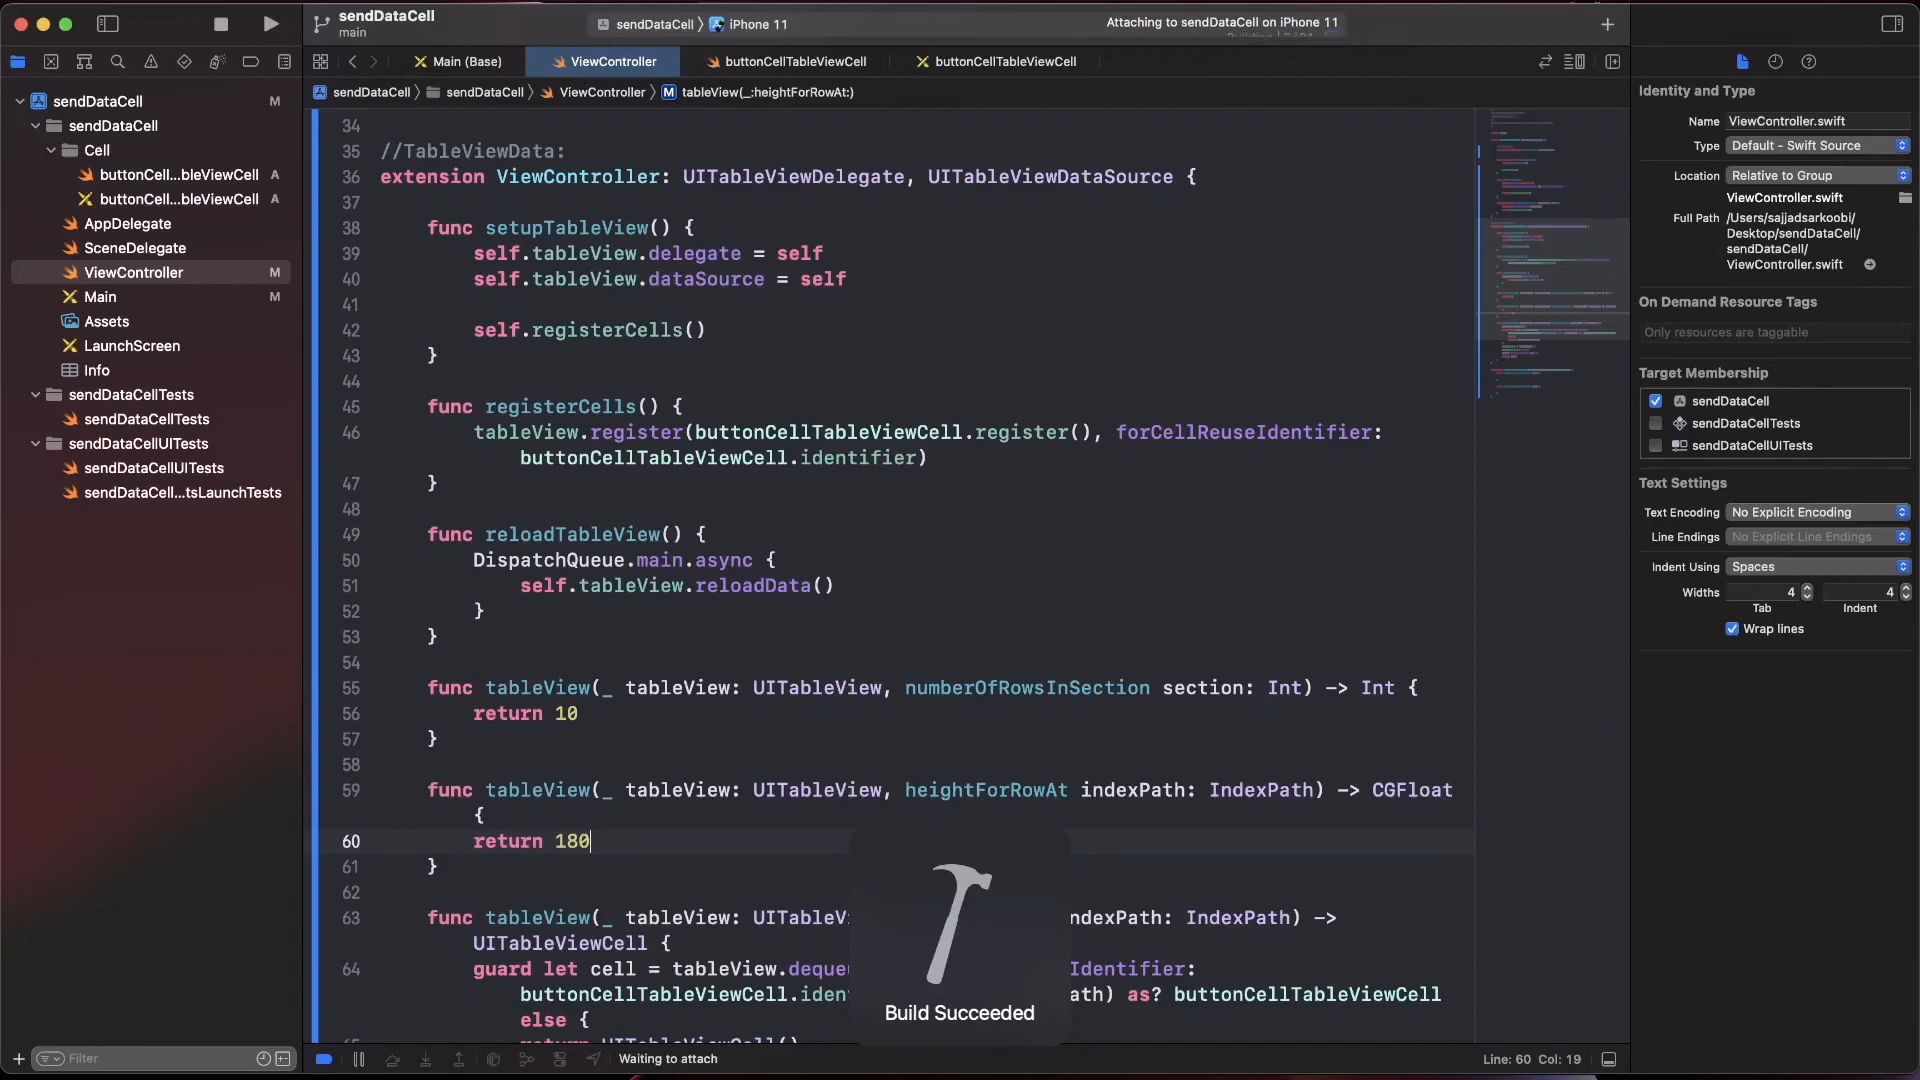 sendDataCell
main
sendDataCell
iPhone 11
Attaching to sendDataCell on iPhone 11
Main (Base)
ViewController
buttonCellTableViewCell
buttonCellTableViewCell
sendDataCell
sendDataCell
ViewController
M
tableView(_:heightForRowAt:)
sendDataCell M
sendDataCell
Cell
buttonCell...bleViewCell A
buttonCell...bleViewCell A
AppDelegate
SceneDelegate
ViewController M
Main M
Assets
LaunchScreen
Info
sendDataCellTests
sendDataCellTests
sendDataCellUITests
sendDataCellUITests
sendDataCell...tsLaunchTests
Filter
34
35 //TableViewData:
36 extension ViewController: UITableViewDelegate, UITableViewDataSource {
37
38 func setupTableView() {
39 self.tableView.delegate = self
40 self.tableView.dataSource = self
41
42 self.registerCells()
43 }
44
45 func registerCells() {
46 tableView.register(buttonCellTableViewCell.register(), forCellReuseIdentifier:
buttonCellTableViewCell.identifier)
47 }
48
49 func reloadTableView() {
50 DispatchQueue.main.async {
51 self.tableView.reloadData()
52 }
53 }
54
55 func tableView(_ tableView: UITableView, numberOfRowsInSection section: Int) -> Int {
56 return 10
57 }
58
59 func tableView(_ tableView: UITableView, heightForRowAt indexPath: IndexPath) -> CGFloat
{
60 return 180
61 }
62
63 func tableView(_ tableView: UITableV ndexPath: IndexPath) ->
UITableViewCell {
64 guard let cell = tableView.deque Identifier:
buttonCellTableViewCell.iden ath) as? buttonCellTableViewCell
else {
Build Succeeded
Waiting to attach
Line: 60 Col: 19
Identity and Type
Name ViewController.swift
Type Default - Swift Source
Location Relative to Group
ViewController.swift
Full Path /Users/sajjadsarkoobi/
Desktop/sendDataCell/
sendDataCell/
ViewController.swift
On Demand Resource Tags
Only resources are taggable
Target Membership
sendDataCell
sendDataCellTests
sendDataCellUITests
Text Settings
Text Encoding No Explicit Encoding
Line Endings No Explicit Line Endings
Indent Using Spaces
Widths 4 4
Tab Indent
Wrap lines